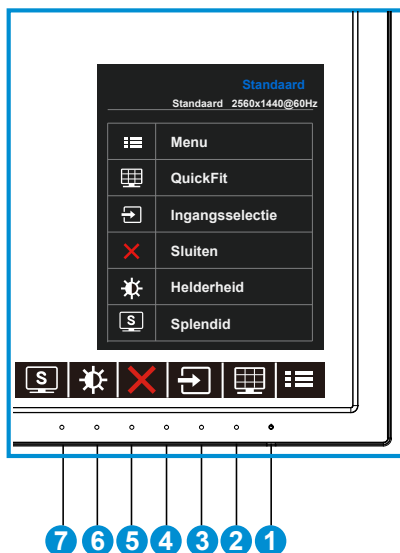 Standaard
Standaard 2560x1440@60Hz
Menu
QuickFit
Ingangsselectie
Sluiten
Helderheid
S Splendid
S
7 6 5 4 3 2 1